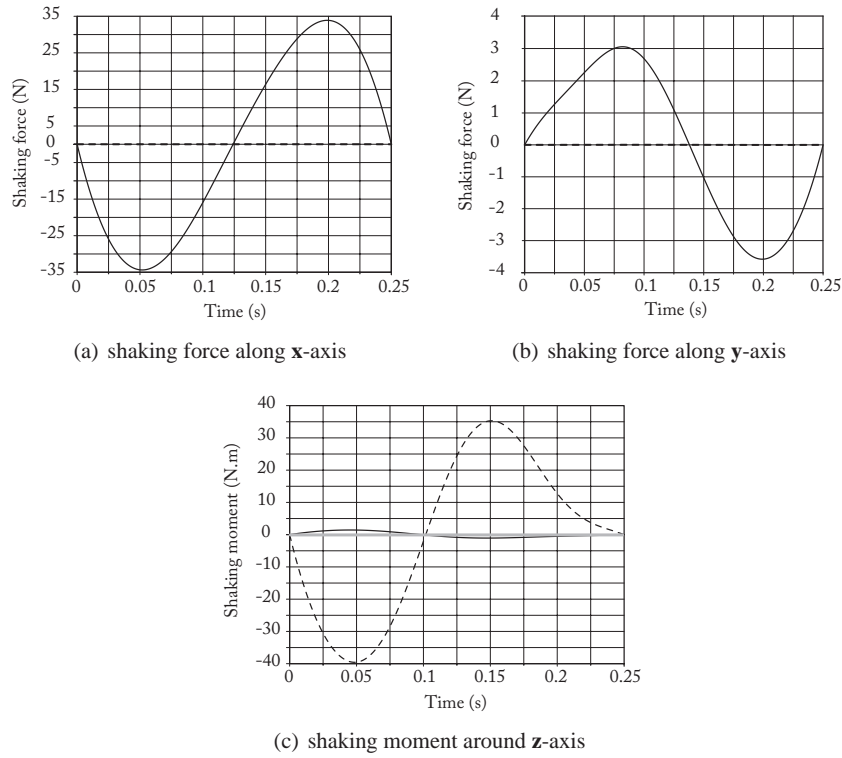 35
25
15
5
0
-5
-15
-25
-35
Shaking force (N)
0 0.05 0.1 0.15 0.2 0.25
Time (s)
(a) shaking force along x-axis
4
3
2
1
0
-1
-2
-3
-4
Shaking force (N)
0 0.05 0.1 0.15 0.2 0.25
Time (s)
(b) shaking force along y-axis
40
30
20
10
0
-10
-20
-30
-40
Shaking moment (N.m)
0 0.05 0.1 0.15 0.2 0.25
Time (s)
(c) shaking moment around z-axis